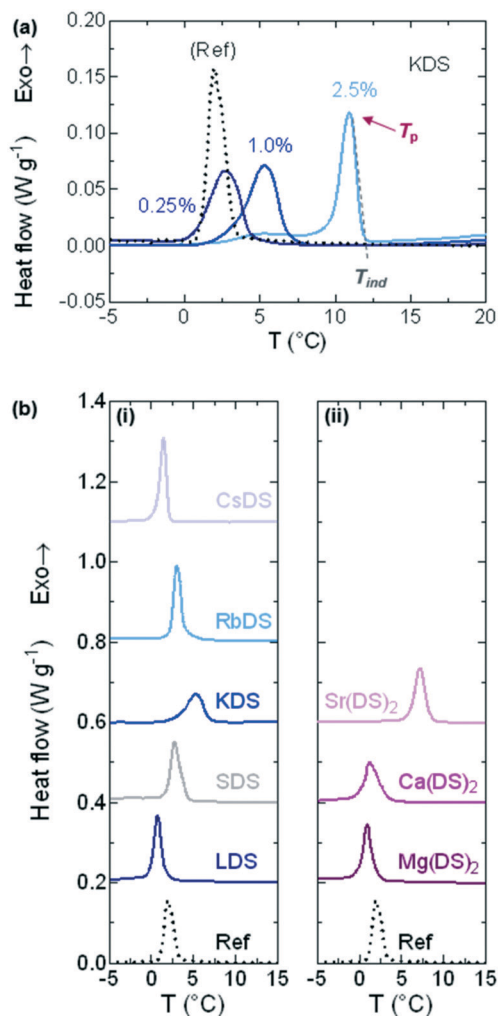 (a)
Exo→
Heat flow (W g⁻¹)
0.20
0.15
0.10
0.05
0.00
-0.05
(Ref)
KDS
2.5%
Tp
1.0%
0.25%
Tind
-5 0 5 10 15 20
T (°C)
(b)
Exo→
Heat flow (W g⁻¹)
1.4
1.2
1.0
0.8
0.6
0.4
0.2
0.0
(i)
CsDS
RbDS
KDS
SDS
LDS
Ref
-5 0 5 10 15
T (°C)
(ii)
Sr(DS)₂
Ca(DS)₂
Mg(DS)₂
Ref
-5 0 5 10 15
T (°C)